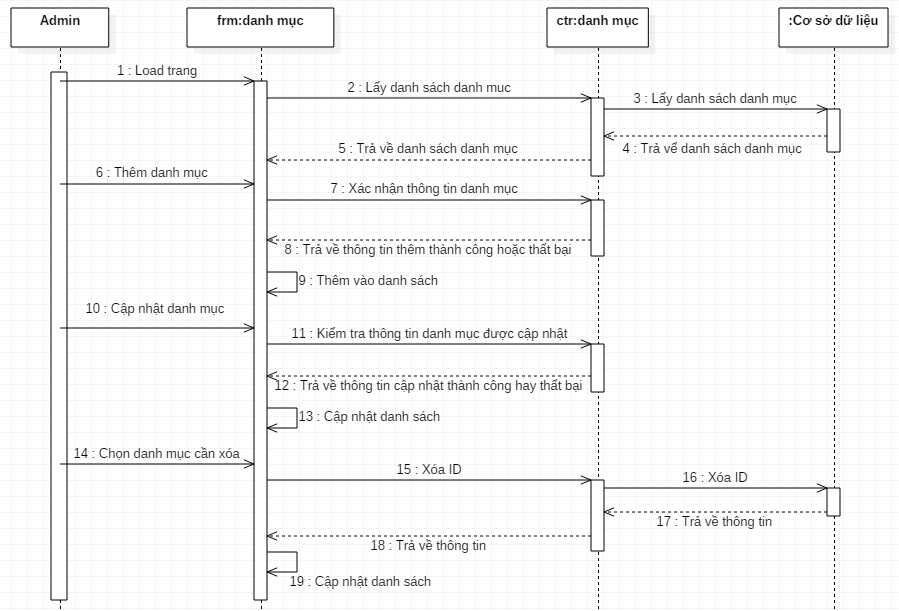 Admin
frm:danh mục
ctr:danh mục
:Cơ sở dữ liệu
1 : Load trang
2 : Lấy danh sách danh muc
3 : Lấy danh sách danh mục
4 : Trả vể danh sách danh mục
5 : Trả về danh sách danh mục
6 : Thêm danh mục
7 : Xác nhận thông tin danh mục
8 : Trả về thông tin thêm thành công hoặc thất bại
9 : Thêm vào danh sách
10 : Cập nhật danh mục
11 : Kiểm tra thông tin danh mục được cập nhật
12 : Trả về thông tin cập nhật thành công hay thất bại
13 : Cập nhật danh sách
14 : Chọn danh mục cần xóa
15 : Xóa ID
16 : Xóa ID
17 : Trả về thông tin
18 : Trả về thông tin
19 : Cập nhật danh sách